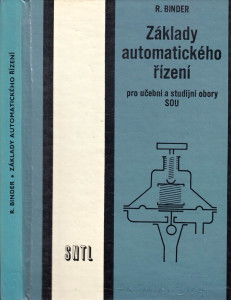 R. BINDER • ZÁKLADY AUTOMATICKÉHO ŘÍZENÍ
R. BINDER
Základy
automatického
řízení
pro učební a studijní obory
SOU
SNTL